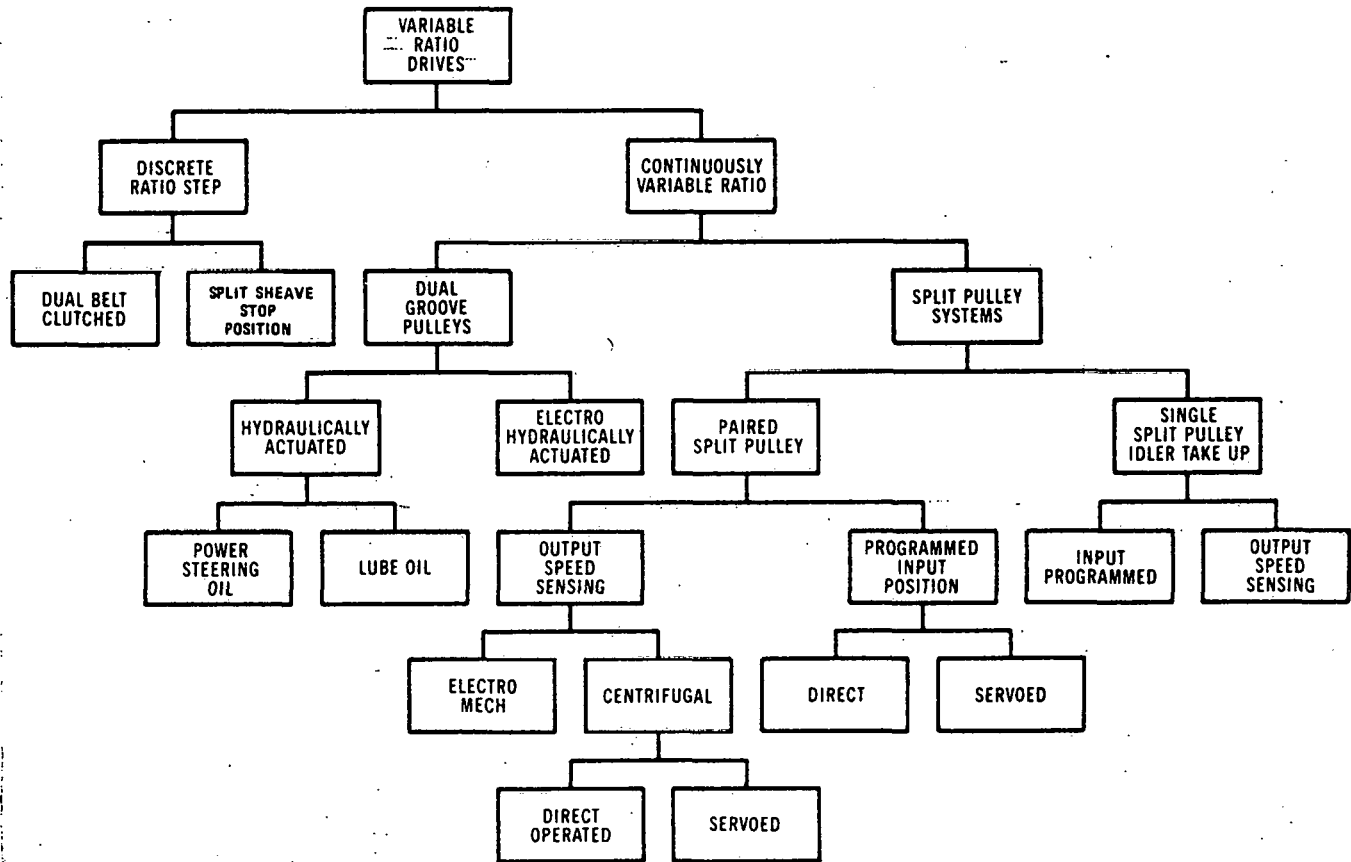 VARIABLE
RATIO
DRIVES
DISCRETE
RATIO STEP
CONTINUOUSLY
VARIABLE RATIO
DUAL BELT
CLUTCHED
SPLIT SHEAVE
STOP
POSITION
DUAL
GROOVE
PULLEYS
SPLIT PULLEY
SYSTEMS
HYDRAULICALLY
ACTUATED
ELECTRO
HYDRAULICALLY
ACTUATED
PAIRED
SPLIT PULLEY
SINGLE
SPLIT PULLEY
IDLER TAKE UP
POWER
STEERING
OIL
LUBE OIL
OUTPUT
SPEED
SENSING
PROGRAMMED
INPUT
POSITION
INPUT
PROGRAMMED
OUTPUT
SPEED
SENSING
ELECTRO
MECH
CENTRIFUGAL
DIRECT
SERVOED
DIRECT
OPERATED
SERVOED